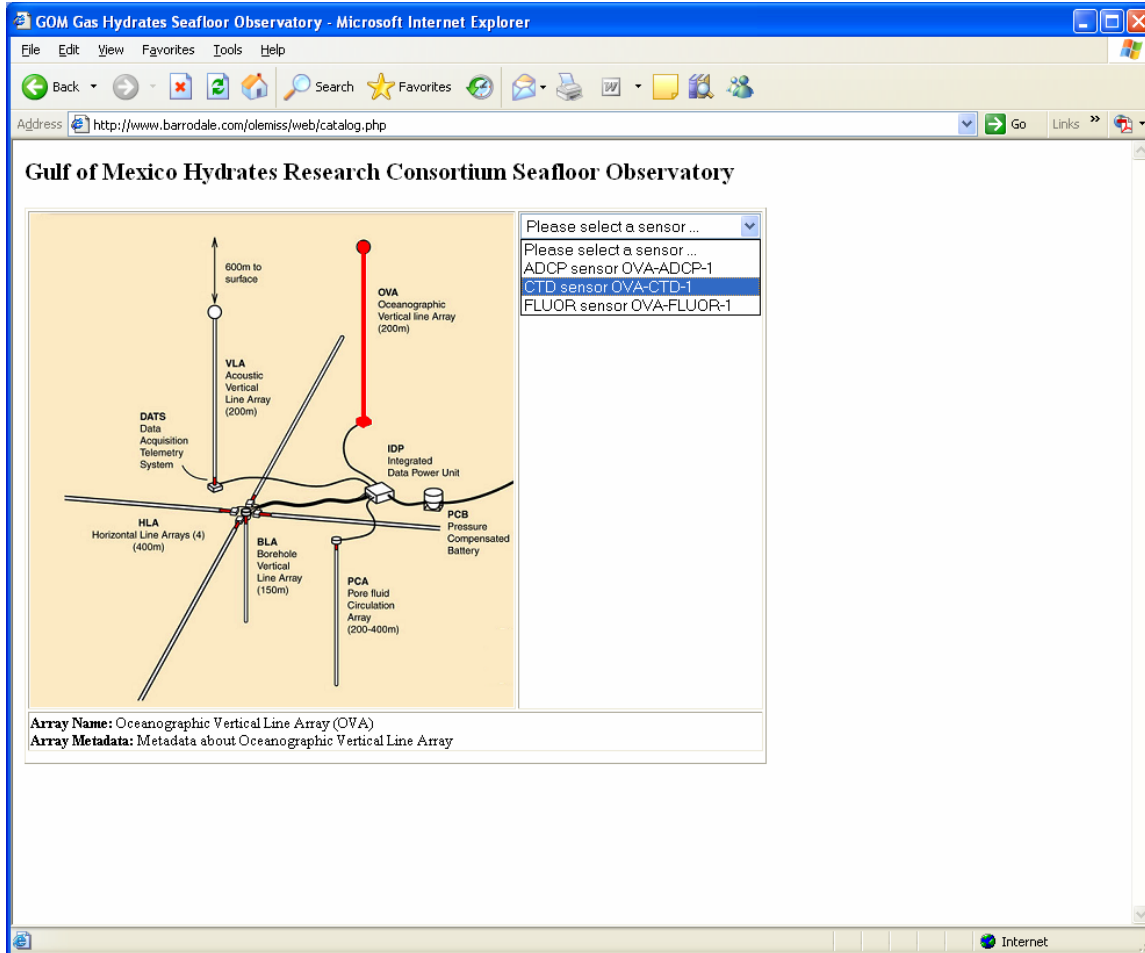 GOM Gas Hydrates Seafloor Observatory - Microsoft Internet Explorer
File Edit View Favorites Tools Help
Back Search Favorites
Address http://www.barrodale.com/olemiss/web/catalog.php Go Links »
Gulf of Mexico Hydrates Research Consortium Seafloor Observatory
Please select a sensor ...
Please select a sensor ...
ADCP sensor OVA-ADCP-1
CTD sensor OVA-CTD-1
FLUOR sensor OVA-FLUOR-1
600m to
surface
OVA
Oceanographic
Vertical line Array
(200m)
VLA
Acoustic
Vertical
Line Array
(200m)
DATS
Data
Acquisition
Telemetry
System
IDP
Integrated
Data Power Unit
PCB
Pressure
Compensated
Battery
HLA
Horizontal Line Arrays (4)
(400m)
BLA
Borehole
Vertical
Line Array
(150m)
PCA
Pore fluid
Circulation
Array
(200-400m)
Array Name: Oceanographic Vertical Line Array (OVA)
Array Metadata: Metadata about Oceanographic Vertical Line Array
Internet